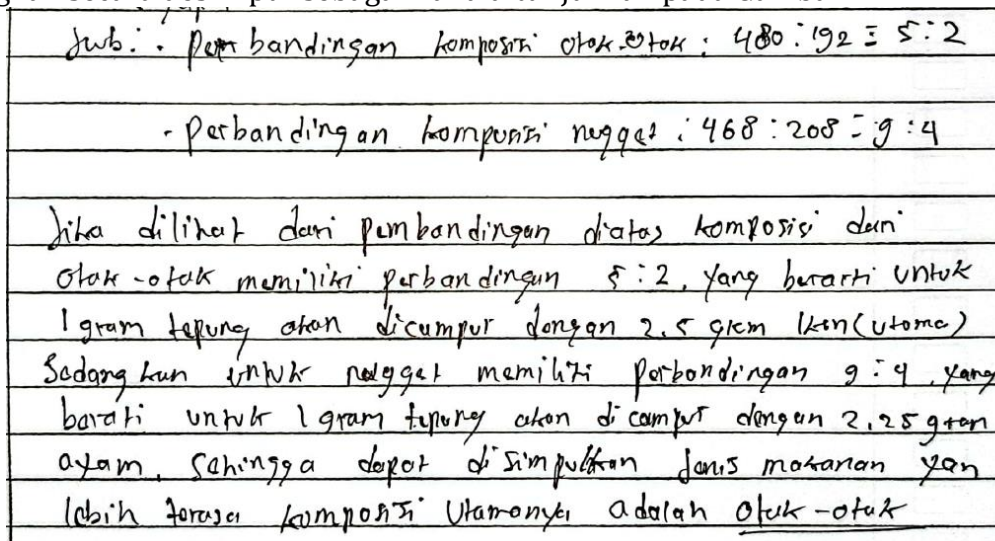 Jwb: · Perbandingan komposisi otak-otak : 480 : 192 = 5 : 2
- Perbandingan komposisi nugget : 468 : 208 = 9 : 4
Jika dilihat dari pembandingan diatas komposisi dari
otak-otak memiliki perbandingan 5 : 2, yang berarti untuk
1 gram tepung akan dicampur dengan 2.5 gram ikan (utama)
Sedangkan untuk nugget memiliki perbandingan 9 : 4, yang
berarti untuk 1 gram tepung akan dicampur dengan 2,25 gram
ayam, sehingga dapat disimpulkan jenis makanan yan
lebih terasa komposisi utamanya adalah otak-otak